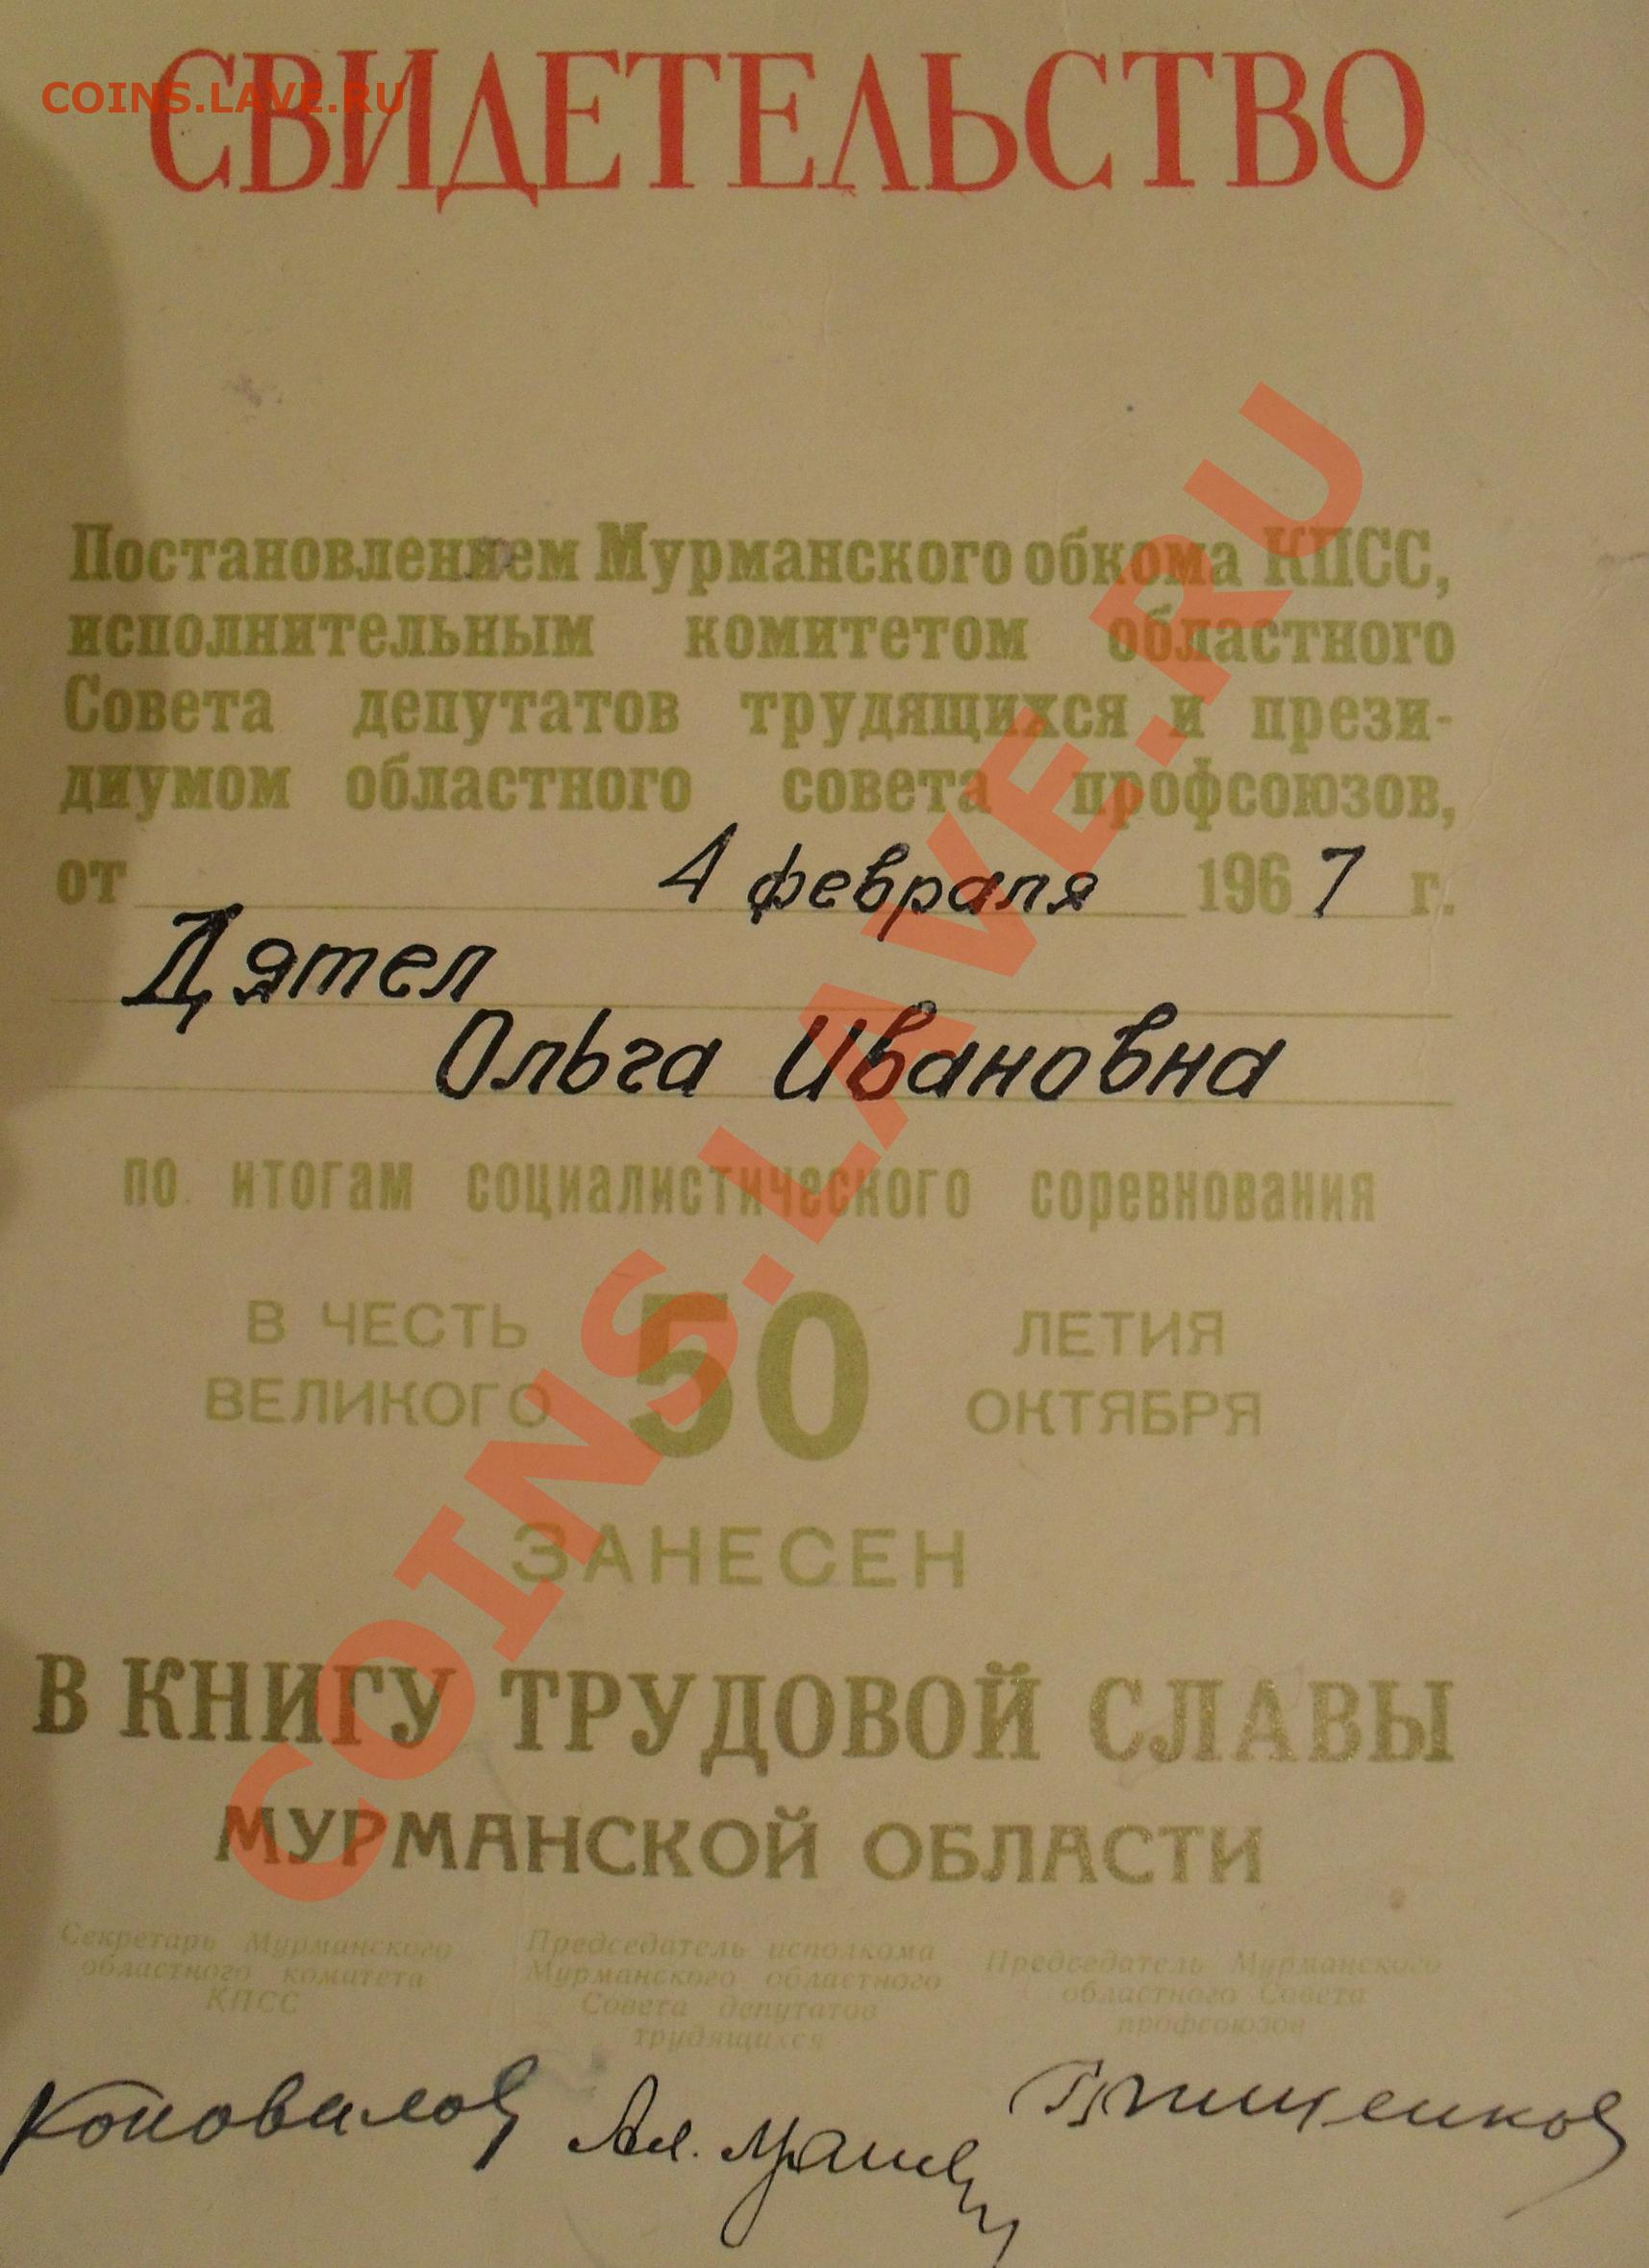 СВИДЕТЕЛЬСТВО
COINS.LAVE.RU
Постановлением Мурманского обкома КПСС,
исполнительным комитетом областного
Совета депутатов трудящихся и прези-
диумом областного совета профсоюзов,
от 4 февраля 1967 г.
Дятел
Ольга Ивановна
по итогам социалистического соревнования
В ЧЕСТЬ 50 ЛЕТИЯ
ВЕЛИКОГО ОКТЯБРЯ
ЗАНЕСЕН
В КНИГУ ТРУДОВОЙ СЛАВЫ
МУРМАНСКОЙ ОБЛАСТИ
COINS.LAVE.RU
Секретарь Мурманского
областного комитета
КПСС
Председатель исполкома
Мурманского областного
Совета депутатов
трудящихся
Председатель Мурманского
областного Совета
профсоюзов
Коновалов